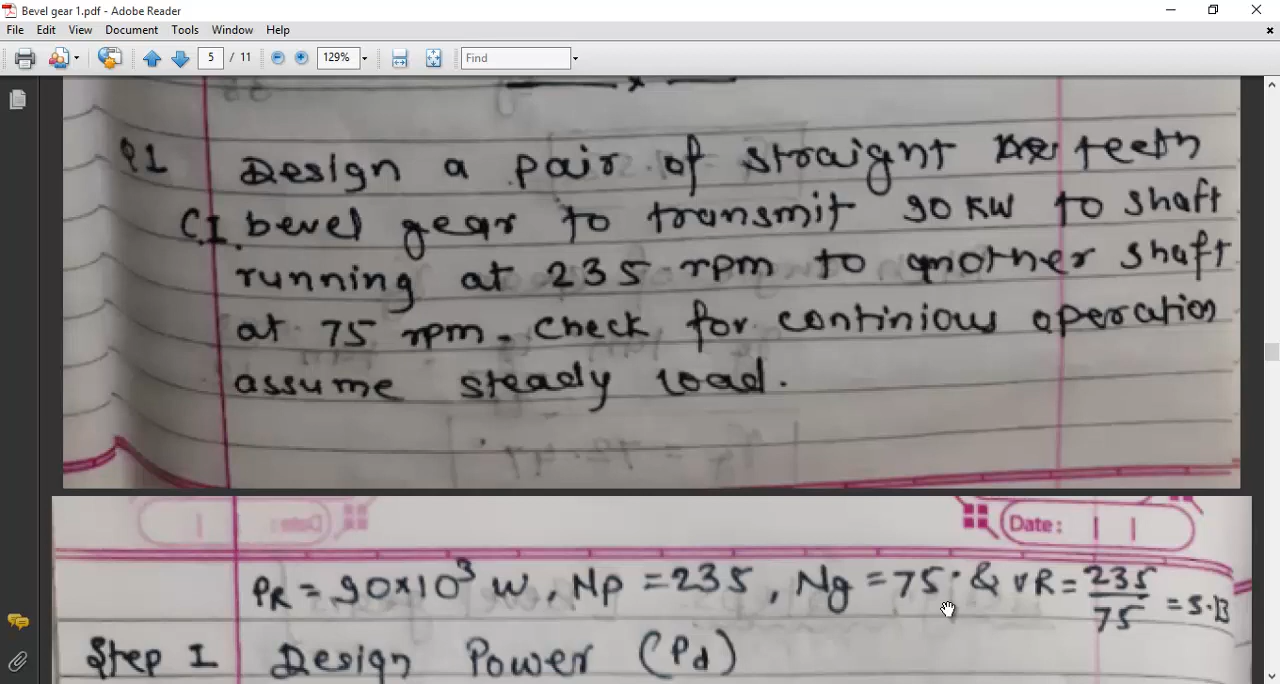 Bevel gear 1.pdf - Adobe Reader
File Edit View Document Tools Window Help
5 / 11 129% Find
Q1 Design a pair of straignt teeth
C.I. bevel gear to transmit 90 KW to shaft
running at 235 rpm to another shaft
at 75 rpm. Check for continious operation
assume steady load.
Date:
PR = 90×10³ W, Np = 235, Ng = 75. & VR = 235/75 = 3.13
Step I Design Power (Pd)